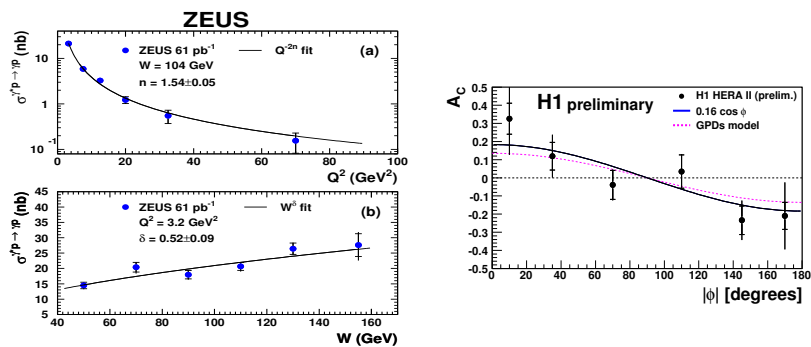 ZEUS
σγ*p → γp (nb)
10
1
10-1
ZEUS 61 pb-1
Q-2n fit
(a)
W = 104 GeV
n = 1.54±0.05
0 20 40 60 80 100
Q2 (GeV2)
σγ*p → γp (nb)
45
40
35
30
25
20
15
10
5
ZEUS 61 pb-1
Wδ fit
(b)
Q2 = 3.2 GeV2
δ = 0.52±0.09
40 60 80 100 120 140 160
W (GeV)
AC
0.5
0.4
0.3
0.2
0.1
0
-0.1
-0.2
-0.3
-0.4
-0.5
H1 preliminary
H1 HERA II (prelim.)
0.16 cos ϕ
GPDs model
0 20 40 60 80 100 120 140 160 180
|ϕ| [degrees]